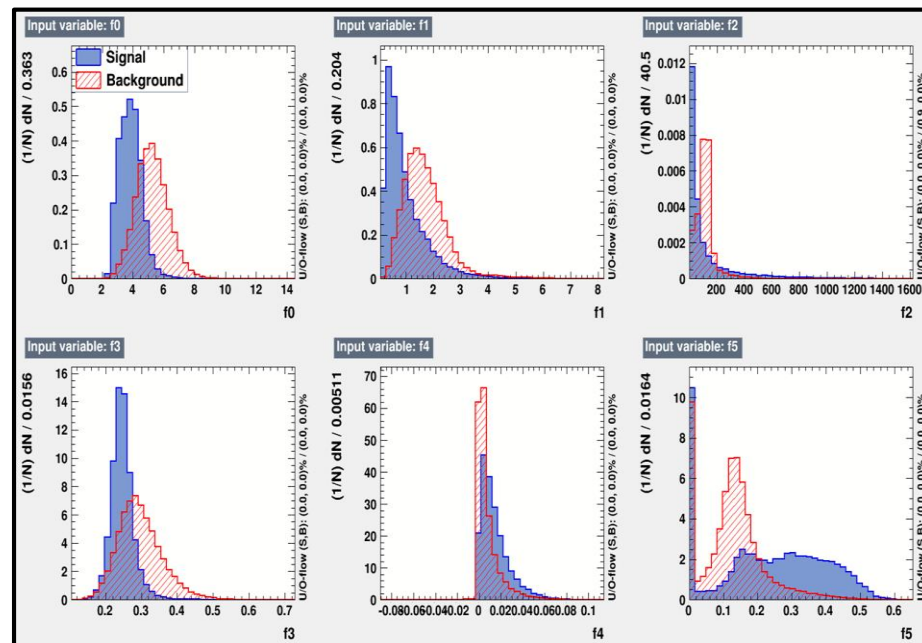 Input variable: f0
(1/N) dN / 0.363
0.6
0.5
0.4
0.3
0.2
0.1
0
Signal
Background
0 2 4 6 8 10 12 14
f0
U/O-flow (S,B): (0.0, 0.0)% / (0.0, 0.0)%
Input variable: f1
(1/N) dN / 0.204
1
0.8
0.6
0.4
0.2
0
1 2 3 4 5 6 7 8
f1
U/O-flow (S,B): (0.0, 0.0)% / (0.0, 0.0)%
Input variable: f2
(1/N) dN / 40.5
0.012
0.01
0.008
0.006
0.004
0.002
0
200 400 600 800 1000 1200 1400 1600
f2
Input variable: f3
(1/N) dN / 0.0156
16
14
12
10
8
6
4
2
0
0.2 0.3 0.4 0.5 0.6 0.7
f3
U/O-flow (S,B): (0.0, 0.0)% / (0.0, 0.0)%
Input variable: f4
(1/N) dN / 0.00511
70
60
50
40
30
20
10
0
-0.08-0.06-0.04-0.02 0 0.020.040.060.08 0.1
f4
U/O-flow (S,B): (0.0, 0.0)% / (0.0, 0.0)%
Input variable: f5
(1/N) dN / 0.0164
10
8
6
4
2
0
0 0.1 0.2 0.3 0.4 0.5 0.6
f5